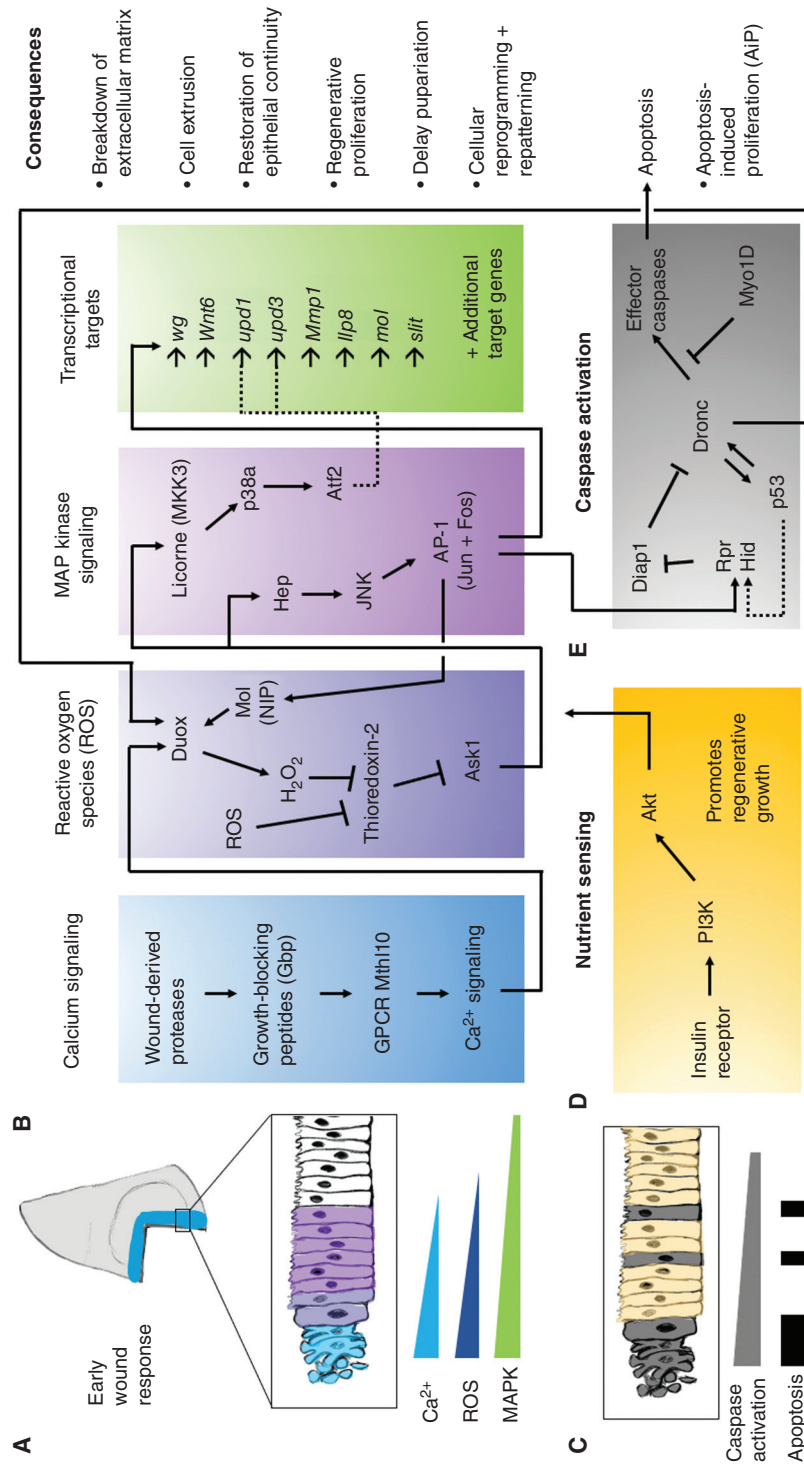 A
Early
wound
response
Ca²⁺
ROS
MAPK
B
Calcium signaling
Wound-derived
proteases
Growth-blocking
peptides (Gbp)
GPCR Mthl10
Ca²⁺ signaling
Reactive oxygen
species (ROS)
Duox
ROS
H₂O₂
Mol
(NIP)
Thioredoxin-2
Ask1
MAP kinase
signaling
Licorne (MKK3)
Hep
p38a
JNK
Atf2
AP-1
(Jun + Fos)
Transcriptional
targets
wg
Wnt6
upd1
upd3
Mmp1
Ilp8
mol
slit
+ Additional
target genes
Consequences
• Breakdown of
extracellular matrix
• Cell extrusion
• Restoration of
epithelial continuity
• Regenerative
proliferation
• Delay pupariation
• Cellular
reprogramming +
repatterning
C
Caspase
activation
Apoptosis
D
Nutrient sensing
Insulin
receptor
PI3K
Akt
Promotes
regenerative
growth
E
Caspase activation
Diap1
Rpr
Hid
Dronc
p53
Effector
caspases
Myo1D
Apoptosis
• Apoptosis-
induced
proliferation (AiP)